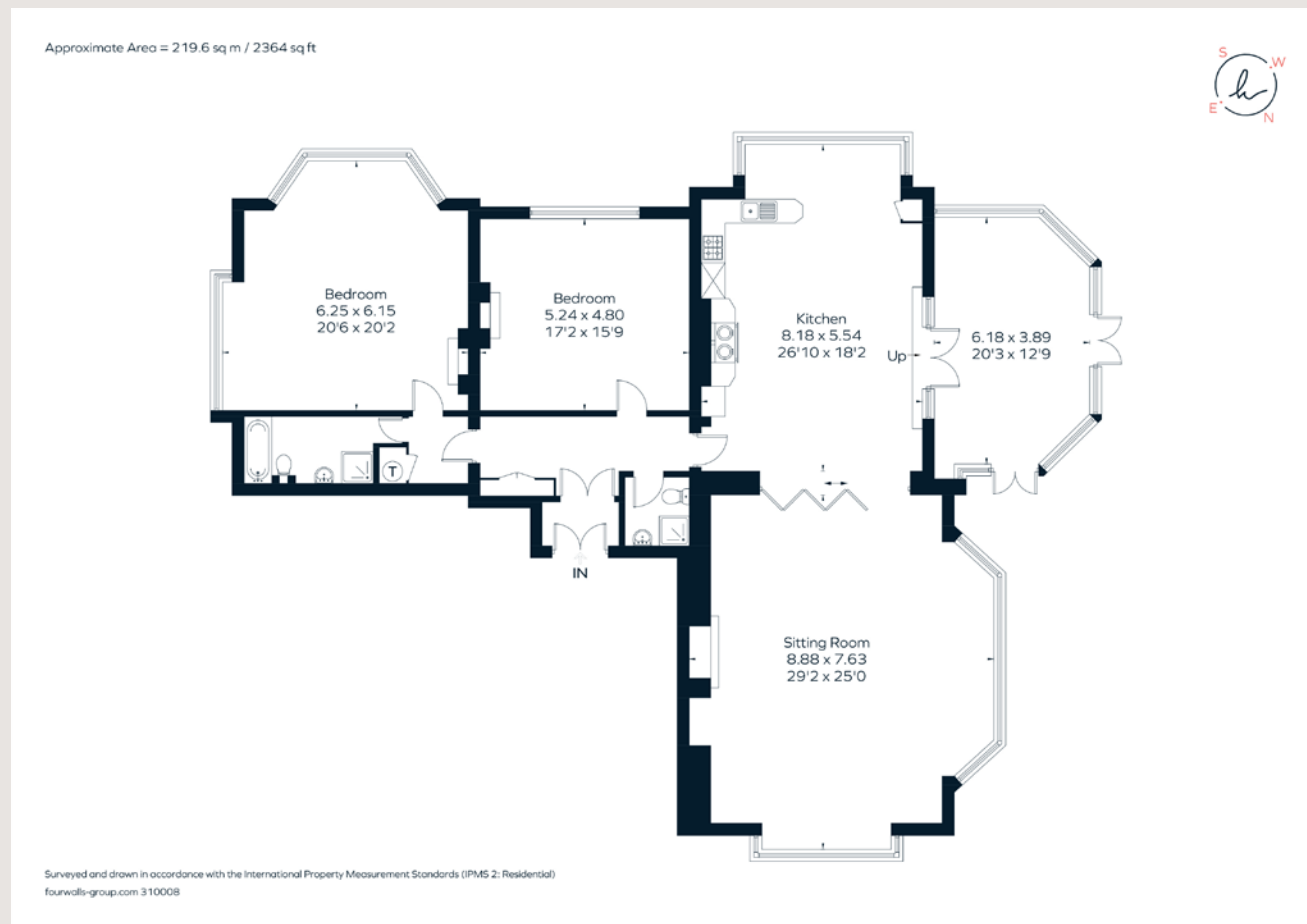 Approximate Area = 219.6 sq m / 2364 sq ft
S
W
E
N
Bedroom
6.25 x 6.15
20'6 x 20'2
Bedroom
5.24 x 4.80
17'2 x 15'9
Kitchen
8.18 x 5.54
26'10 x 18'2
Up
6.18 x 3.89
20'3 x 12'9
T
IN
Sitting Room
8.88 x 7.63
29'2 x 25'0
Surveyed and drawn in accordance with the International Property Measurement Standards (IPMS 2: Residential)
fourwalls-group.com 310008